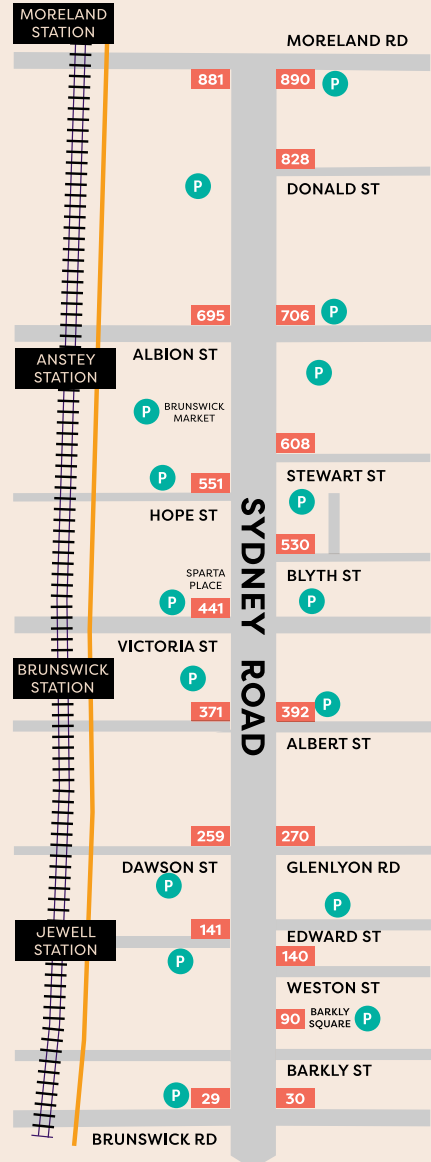 MORELAND
STATION
MORELAND RD
881
890
P
828
P
DONALD ST
695
706
P
ANSTEY
STATION
ALBION ST
P
P
BRUNSWICK
MARKET
608
P
551
STEWART ST
P
HOPE ST
SYDNEY ROAD
530
SPARTA
PLACE
BLYTH ST
P
441
P
VICTORIA ST
BRUNSWICK
STATION
P
371
392
P
ALBERT ST
259
270
DAWSON ST
GLENLYON RD
P
P
JEWELL
STATION
141
EDWARD ST
140
P
WESTON ST
90
BARKLY
SQUARE
P
BARKLY ST
P
29
30
BRUNSWICK RD